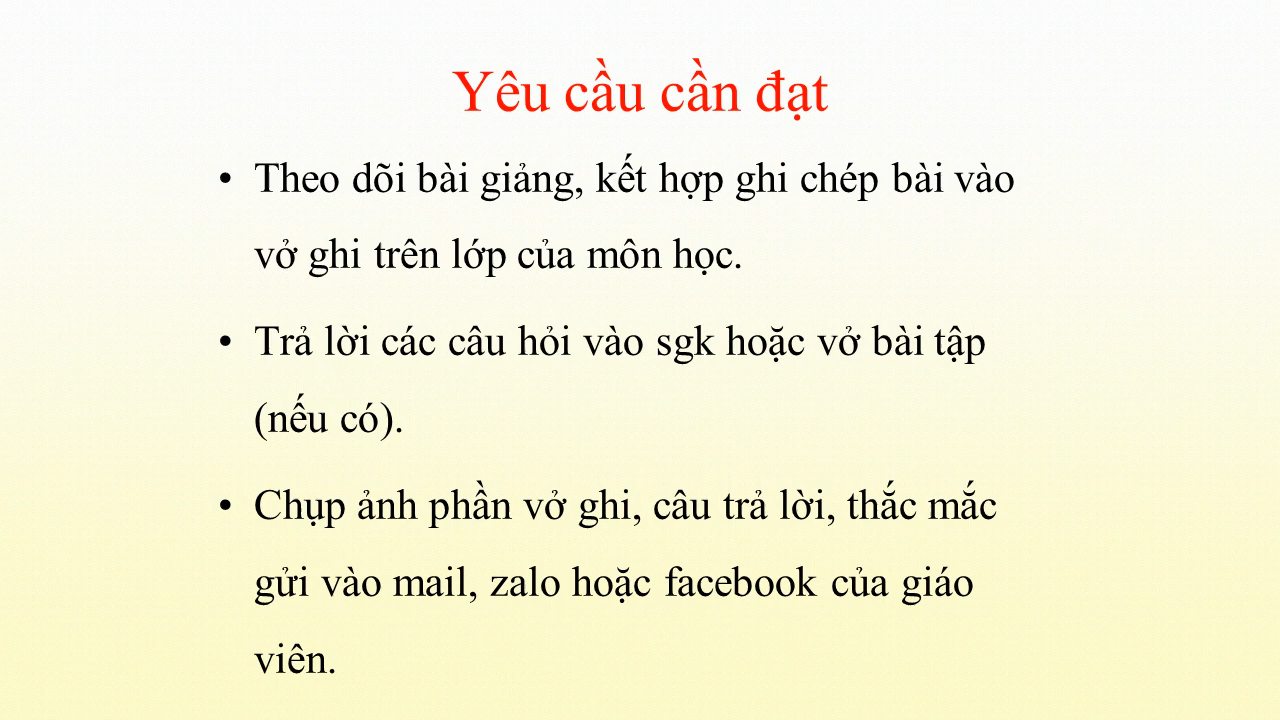 Yêu cầu cần đạt
• Theo dõi bài giảng, kết hợp ghi chép bài vào
vở ghi trên lớp của môn học.
• Trả lời các câu hỏi vào sgk hoặc vở bài tập
(nếu có).
• Chụp ảnh phần vở ghi, câu trả lời, thắc mắc
gửi vào mail, zalo hoặc facebook của giáo
viên.